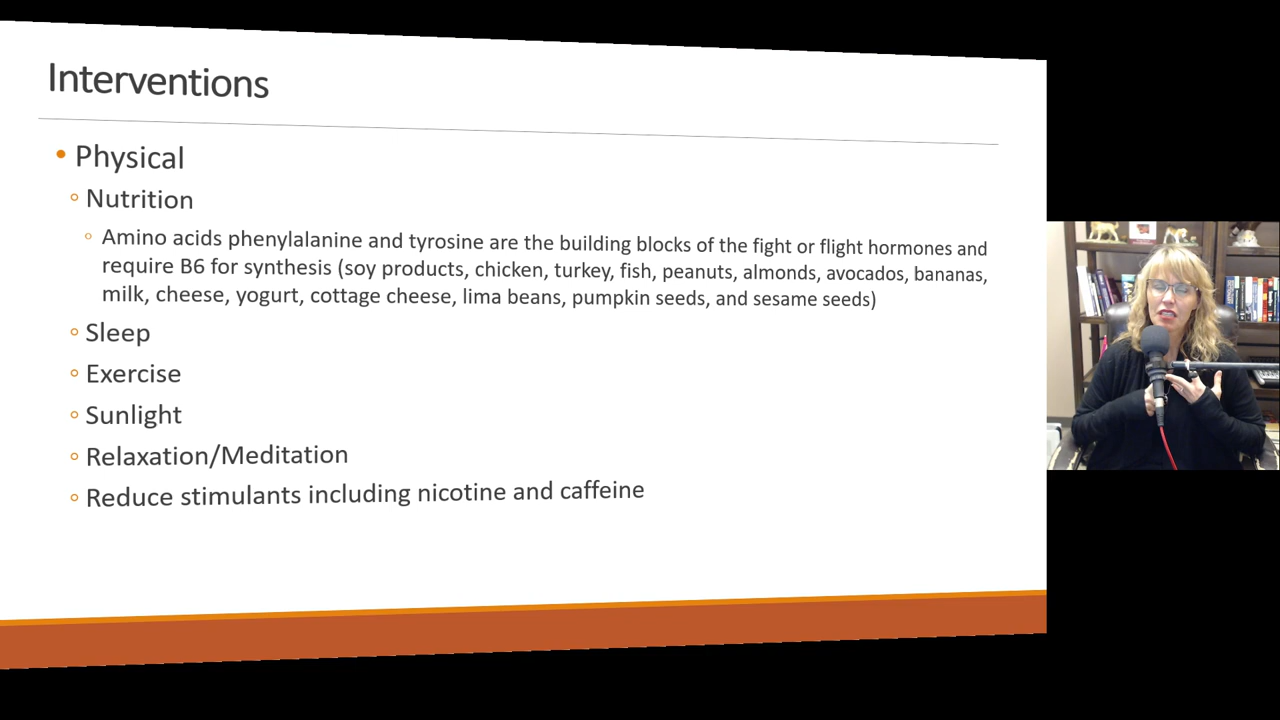 Interventions
• Physical
◦ Nutrition
◦ Amino acids phenylalanine and tyrosine are the building blocks of the fight or flight hormones and
require B6 for synthesis (soy products, chicken, turkey, fish, peanuts, almonds, avocados, bananas,
milk, cheese, yogurt, cottage cheese, lima beans, pumpkin seeds, and sesame seeds)
◦ Sleep
◦ Exercise
◦ Sunlight
◦ Relaxation/Meditation
◦ Reduce stimulants including nicotine and caffeine